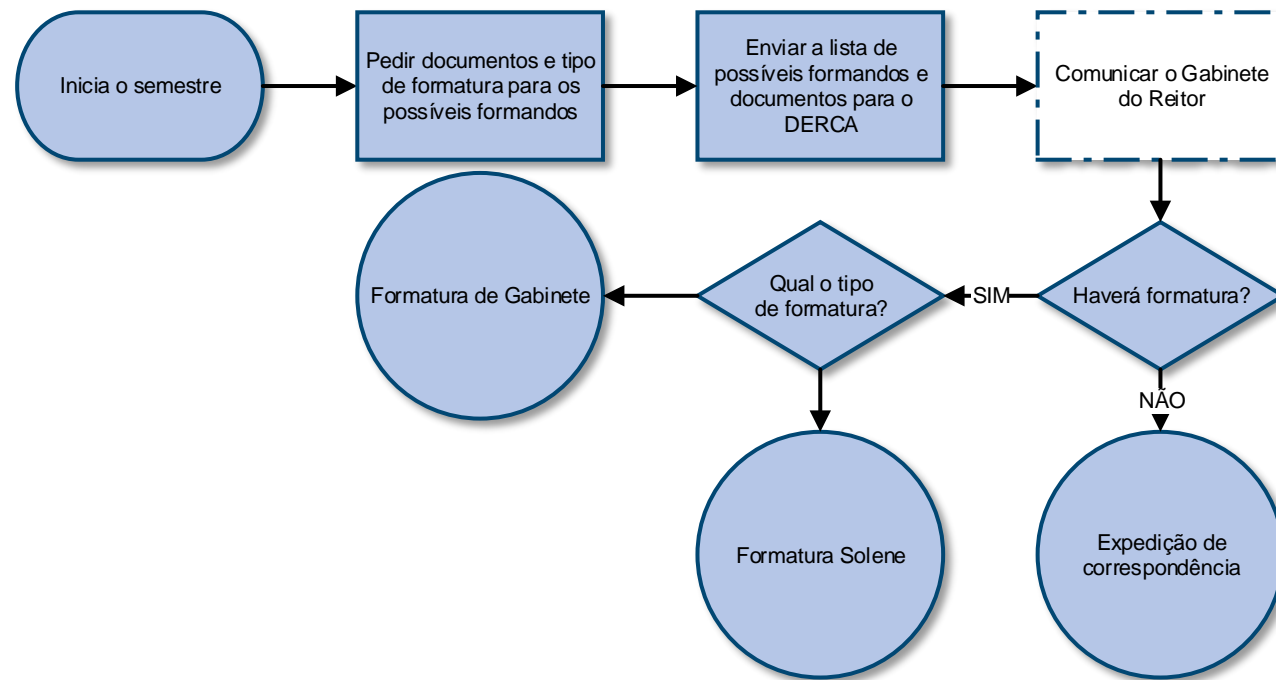 Inicia o semestre
Pedir documentos e tipo
de formatura para os
possíveis formandos
Enviar a lista de
possíveis formandos e
documentos para o
DERCA
Comunicar o Gabinete
do Reitor
Formatura de Gabinete
Qual o tipo
de formatura?
SIM
Haverá formatura?
NÃO
Formatura Solene
Expedição de
correspondência